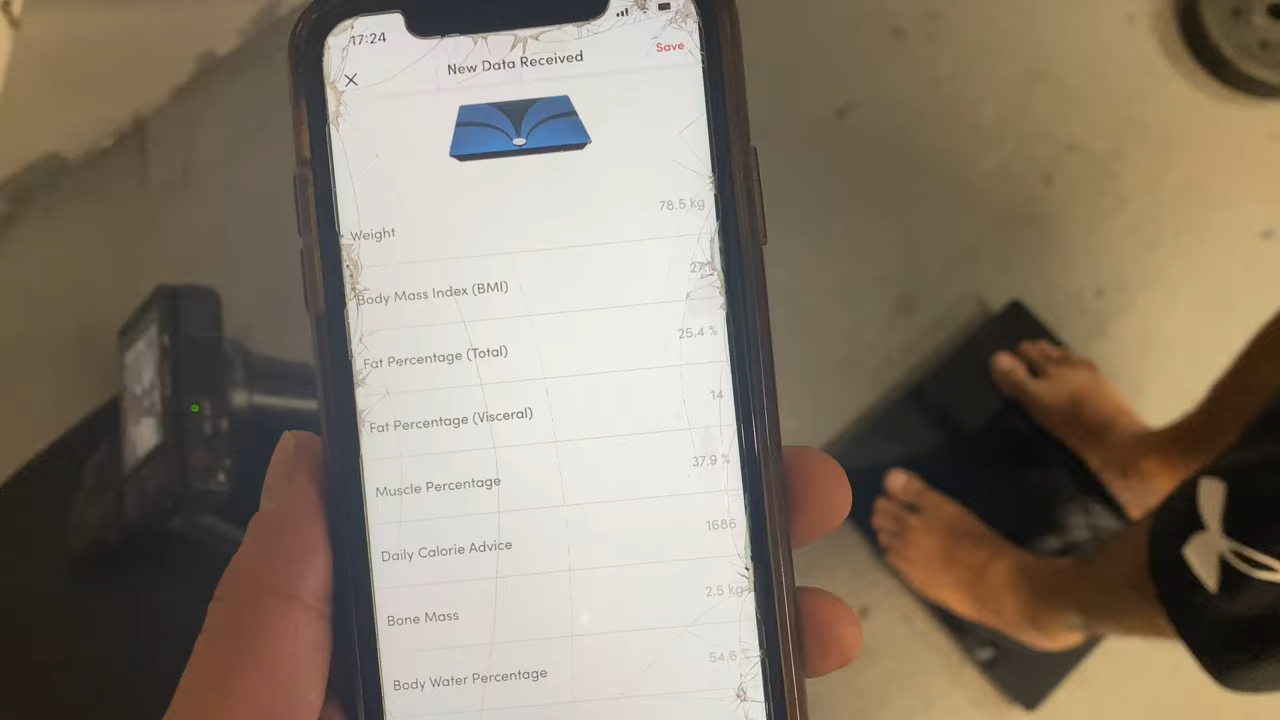 17:24
New Data Received
Save
Weight
78.5 kg
Body Mass Index (BMI)
Fat Percentage (Total)
25.4 %
Fat Percentage (Visceral)
14
Muscle Percentage
37.9 %
Daily Calorie Advice
1686
Bone Mass
2.5 kg
Body Water Percentage
54.6